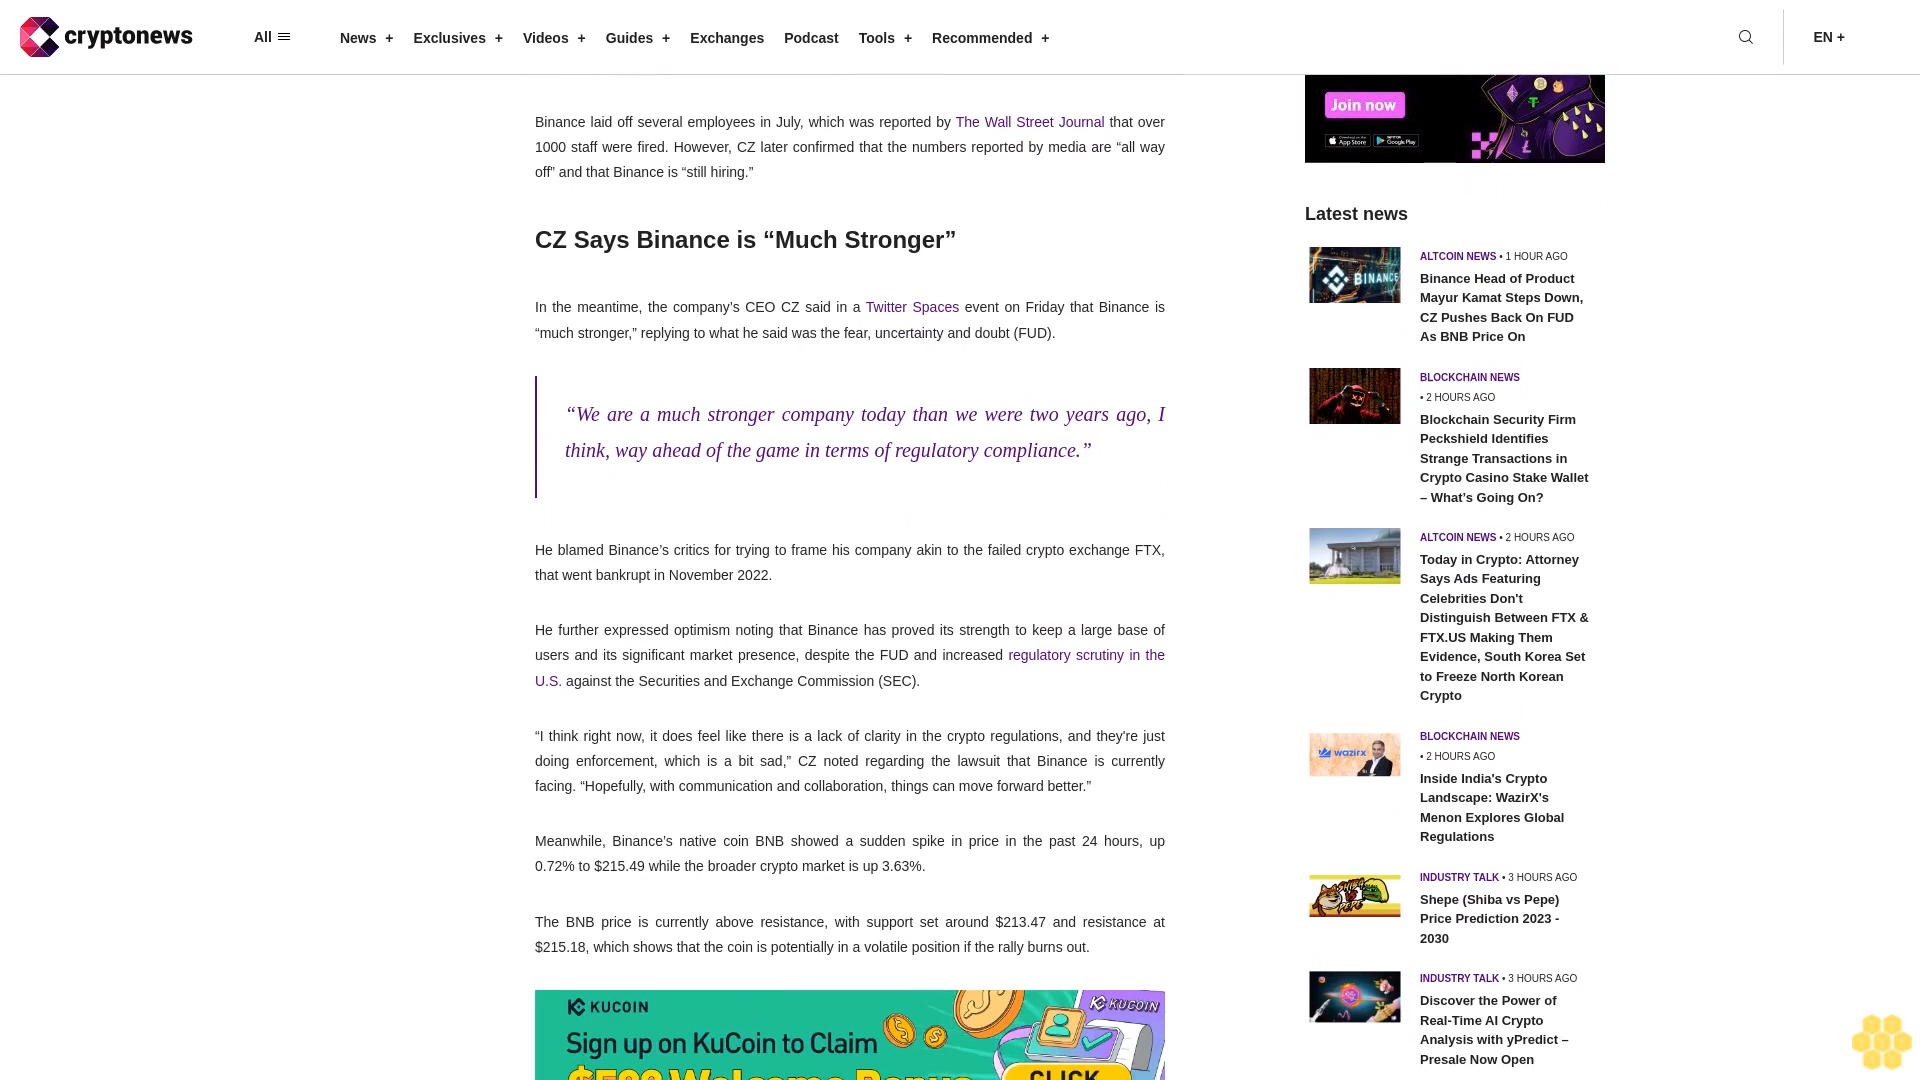 cryptonews
All
News +
Exclusives +
Videos +
Guides +
Exchanges
Podcast
Tools +
Recommended +
EN +
Binance laid off several employees in July, which was reported by The Wall Street Journal that over
1000 staff were fired. However, CZ later confirmed that the numbers reported by media are “all way
off” and that Binance is “still hiring.”
CZ Says Binance is “Much Stronger”
In the meantime, the company’s CEO CZ said in a Twitter Spaces event on Friday that Binance is
“much stronger,” replying to what he said was the fear, uncertainty and doubt (FUD).
“We are a much stronger company today than we were two years ago, I
think, way ahead of the game in terms of regulatory compliance.”
He blamed Binance’s critics for trying to frame his company akin to the failed crypto exchange FTX,
that went bankrupt in November 2022.
He further expressed optimism noting that Binance has proved its strength to keep a large base of
users and its significant market presence, despite the FUD and increased regulatory scrutiny in the
U.S. against the Securities and Exchange Commission (SEC).
“I think right now, it does feel like there is a lack of clarity in the crypto regulations, and they're just
doing enforcement, which is a bit sad,” CZ noted regarding the lawsuit that Binance is currently
facing. “Hopefully, with communication and collaboration, things can move forward better.”
Meanwhile, Binance’s native coin BNB showed a sudden spike in price in the past 24 hours, up
0.72% to $215.49 while the broader crypto market is up 3.63%.
The BNB price is currently above resistance, with support set around $213.47 and resistance at
$215.18, which shows that the coin is potentially in a volatile position if the rally burns out.
KUCOIN
KUCOIN
Sign up on KuCoin to Claim
$500 Welcome Bonus
CLICK
Join now
App Store
Google Play
Latest news
BINANCE
ALTCOIN NEWS • 1 HOUR AGO
Binance Head of Product
Mayur Kamat Steps Down,
CZ Pushes Back On FUD
As BNB Price On
BLOCKCHAIN NEWS
• 2 HOURS AGO
Blockchain Security Firm
Peckshield Identifies
Strange Transactions in
Crypto Casino Stake Wallet
– What’s Going On?
ALTCOIN NEWS • 2 HOURS AGO
Today in Crypto: Attorney
Says Ads Featuring
Celebrities Don't
Distinguish Between FTX &
FTX.US Making Them
Evidence, South Korea Set
to Freeze North Korean
Crypto
wazirx
BLOCKCHAIN NEWS
• 2 HOURS AGO
Inside India's Crypto
Landscape: WazirX's
Menon Explores Global
Regulations
SHIBA
VS
PEPE
INDUSTRY TALK • 3 HOURS AGO
Shepe (Shiba vs Pepe)
Price Prediction 2023 -
2030
INDUSTRY TALK • 3 HOURS AGO
Discover the Power of
Real-Time AI Crypto
Analysis with yPredict –
Presale Now Open